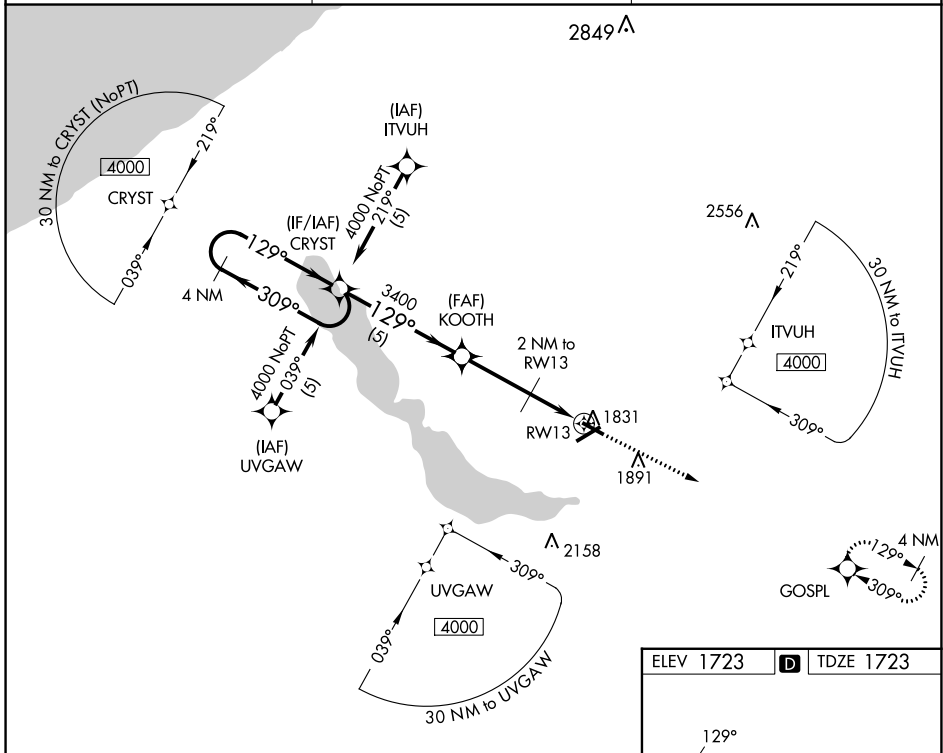 2849
30 NM to CRYST (NoPT)
219°
4000
CRYST
039°
(IAF)
ITVUH
4000 NoPT
219°
(5)
(IF/IAF)
CRYST
129°
4 NM
309°
3400
129°
(5)
(FAF)
KOOTH
2 NM to
RW13
4000 NoPT
039°
(5)
(IAF)
UVGAW
RW13
1831
1891
2556
219°
30 NM to ITVUH
ITVUH
4000
309°
2158
309°
UVGAW
4000
039°
30 NM to UVGAW
4 NM
129°
309°
GOSPL
ELEV 1723 D TDZE 1723
129°